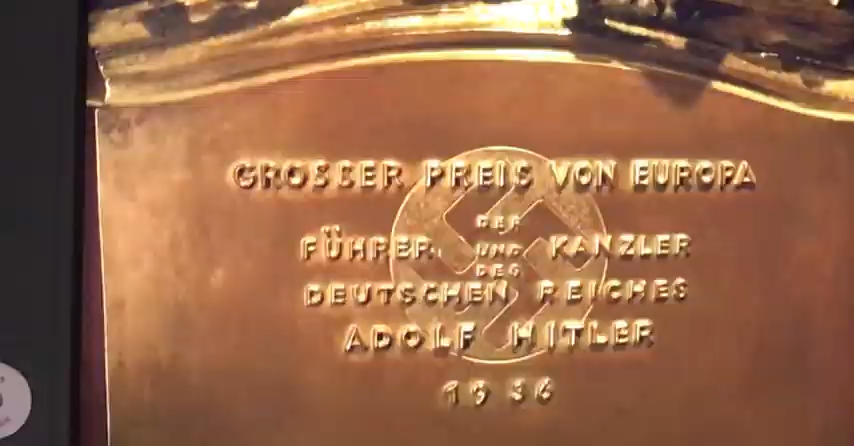 GROSSER PREIS VON EUROPA
DER
FÜHRER UND KANZLER
DES
DEUTSCHEN REICHES
ADOLF HITLER
1936